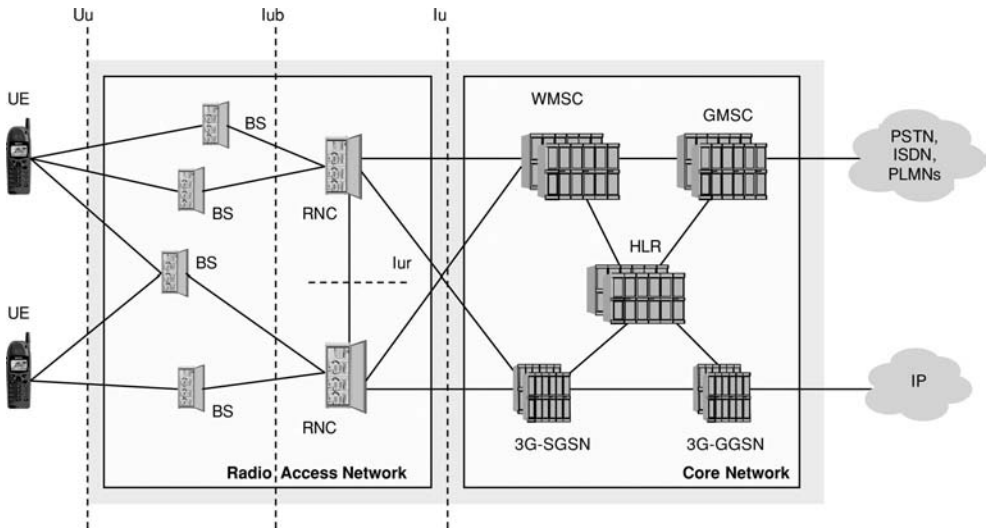 Uu
Iub
Iu
UE
BS
WMSC
GMSC
PSTN,
ISDN,
PLMNs
BS
RNC
HLR
BS
Iur
UE
IP
BS
RNC
3G-SGSN
3G-GGSN
Radio Access Network
Core Network